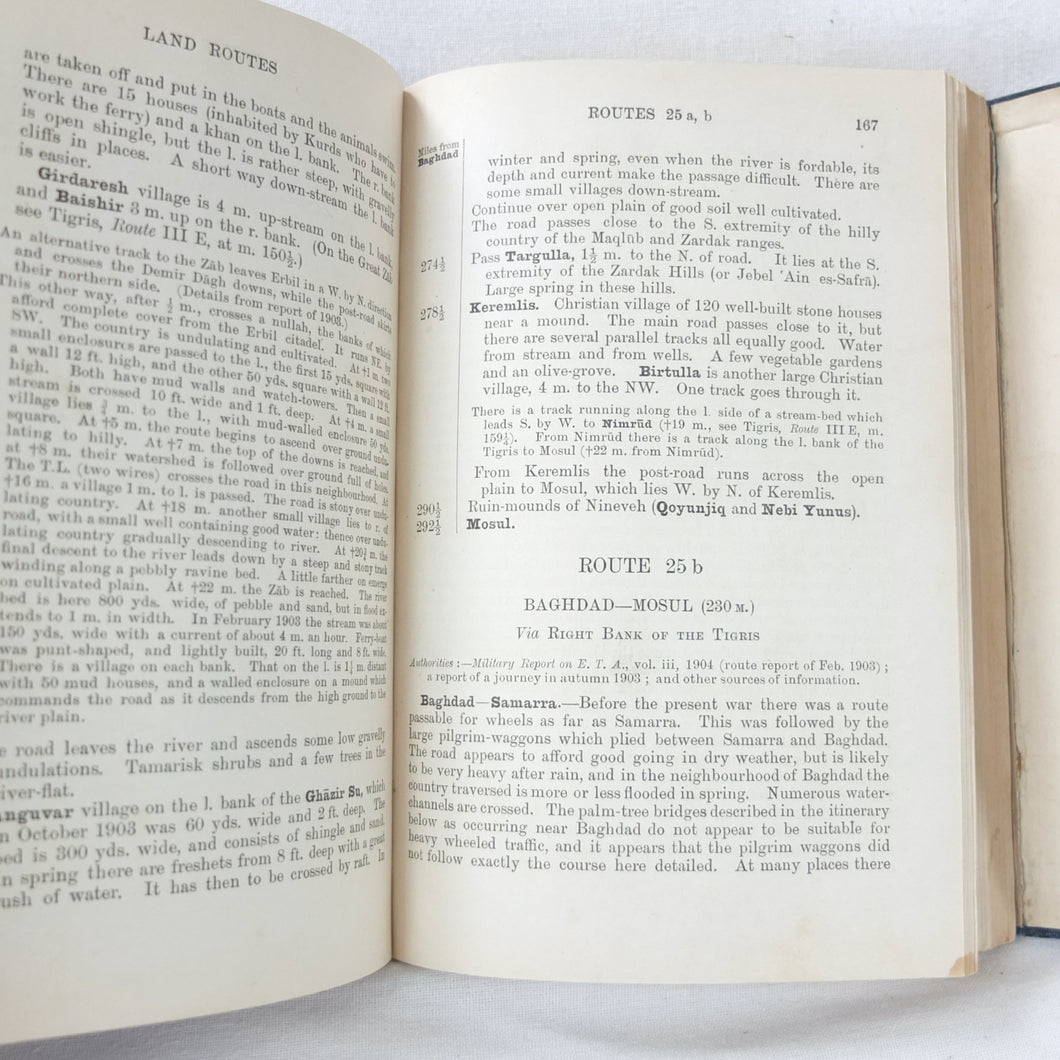 LAND ROUTES
are taken off and put in the boats and the animals swim.
There are 15 houses (inhabited by Kurds who have to
work the ferry) and a khan on the l. bank. The r. bank
is open shingle, but the l. is rather steep, with gravelly
cliffs in places. A short way down-stream the l. bank
is easier.
Girdaresh village is 4 m. up-stream on the l. bank
and Baishir 3 m. up on the r. bank. (On the Great Zāb
see Tigris, Route III E, at m. 150½.)
An alternative track to the Zāb leaves Erbil in a W. by N. direction
and crosses the Demir Dāgh downs, while the post-road skirts
their northern side. (Details from report of 1903.)
This other way, after ½ m., crosses a nullah, the banks of which
afford complete cover from the Erbil citadel. It runs NE. by
SW. The country is undulating and cultivated. At †1 m. two
small enclosures are passed to the l., the first 15 yds. square with
a wall 12 ft. high, and the other 50 yds. square with a wall 12 ft.
high. Both have mud walls and watch-towers. Then a small
stream is crossed 10 ft. wide and 1 ft. deep. At †4 m. a small
village lies ¾ m. to the l., with mud-walled enclosure 50 yds.
square. At †5 m. the route begins to ascend over ground undu-
lating to hilly. At †7 m. the top of the downs is reached, and
at †8 m. their watershed is followed over ground full of holes.
The T.L. (two wires) crosses the road in this neighbourhood. At
†16 m. a village 1 m. to l. is passed. The road is stony over undu-
lating country. At †18 m. another small village lies to r. of
road, with a small well containing good water: thence over undu-
lating country gradually descending to river. At †20¾ m. the
final descent to the river leads down by a steep and stony track
winding along a pebbly ravine bed. A little farther on emerge
on cultivated plain. At †22 m. the Zāb is reached. The river
bed is here 800 yds. wide, of pebble and sand, but in flood ex-
tends to 1 m. in width. In February 1903 the stream was about
150 yds. wide with a current of about 4 m. an hour. Ferry-boat
was punt-shaped, and lightly built, 20 ft. long and 8 ft. wide.
There is a village on each bank. That on the l. is 1¼ m. distant
with 50 mud houses, and a walled enclosure on a mound which
commands the road as it descends from the high ground to the
river plain.
e road leaves the river and ascends some low gravelly
undulations. Tamarisk shrubs and a few trees in the
river-flat.
anguvar village on the l. bank of the Ghāzir Su, which
in October 1903 was 60 yds. wide and 2 ft. deep. The
bed is 300 yds. wide, and consists of shingle and sand.
In spring there are freshets from 8 ft. deep with a great
rush of water. It has then to be crossed by raft. In
ROUTES 25 a, b
167
Miles from
Baghdad
winter and spring, even when the river is fordable, its
depth and current make the passage difficult. There are
some small villages down-stream.
Continue over open plain of good soil well cultivated.
The road passes close to the S. extremity of the hilly
country of the Maqlūb and Zardak ranges.
274½ Pass Targulla, 1½ m. to the N. of road. It lies at the S.
extremity of the Zardak Hills (or Jebel ʿAin es-Safrā).
Large spring in these hills.
278½ Keremlis. Christian village of 120 well-built stone houses
near a mound. The main road passes close to it, but
there are several parallel tracks all equally good. Water
from stream and from wells. A few vegetable gardens
and an olive-grove. Birtulla is another large Christian
village, 4 m. to the NW. One track goes through it.
There is a track running along the l. side of a stream-bed which
leads S. by W. to Nimrūd (†19 m., see Tigris, Route III E, m.
159¼). From Nimrūd there is a track along the l. bank of the
Tigris to Mosul (†22 m. from Nimrūd).
From Keremlis the post-road runs across the open
plain to Mosul, which lies W. by N. of Keremlis.
290½ Ruin-mounds of Nineveh (Qoyunjiq and Nebi Yunus).
292½ Mosul.
ROUTE 25 b
BAGHDAD—MOSUL (230 M.)
Via RIGHT BANK OF THE TIGRIS
Authorities:—Military Report on E. T. A., vol. iii, 1904 (route report of Feb. 1903);
a report of a journey in autumn 1903; and other sources of information.
Baghdad—Samarra.—Before the present war there was a route
passable for wheels as far as Samarra. This was followed by the
large pilgrim-waggons which plied between Samarra and Baghdad.
The road appears to afford good going in dry weather, but is likely
to be very heavy after rain, and in the neighbourhood of Baghdad the
country traversed is more or less flooded in spring. Numerous water-
channels are crossed. The palm-tree bridges described in the itinerary
below as occurring near Baghdad do not appear to be suitable for
heavy wheeled traffic, and it appears that the pilgrim waggons did
not follow exactly the course here detailed. At many places there